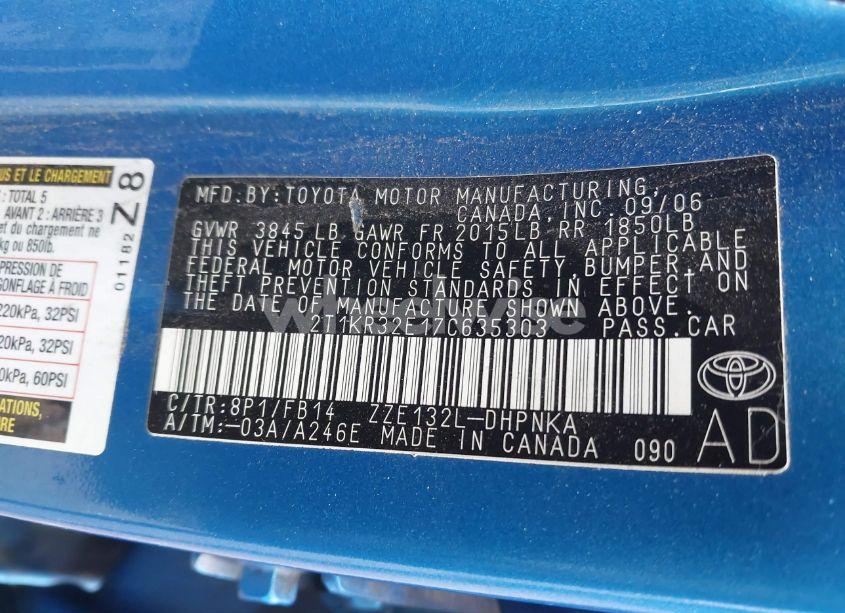 US ET LE CHARGEMENT
: TOTAL 5
AVANT 2 : ARRIÈRE 3
et du chargement ne
kg ou 850lb.
PRESSION DE
GONFLAGE À FROID
220kPa, 32PSI
20kPa, 32PSI
0kPa, 60PSI
ATIONS,
URE
01182 Z8
MFD.BY:TOYOTA MOTOR MANUFACTURING,
CANADA, INC. 09/06
GVWR 3845 LB GAWR FR 2015LB RR 1850LB
THIS VEHICLE CONFORMS TO ALL APPLICABLE
FEDERAL MOTOR VEHICLE SAFETY,BUMPER,AND
THEFT PREVENTION STANDARDS IN EFFECT ON
THE DATE OF MANUFACTURE SHOWN ABOVE.
PASS.CAR
C/TR:8P1/FB14 ZZE132L-DHPNKA
A/TM:-03A/A246E MADE IN CANADA 090
AD